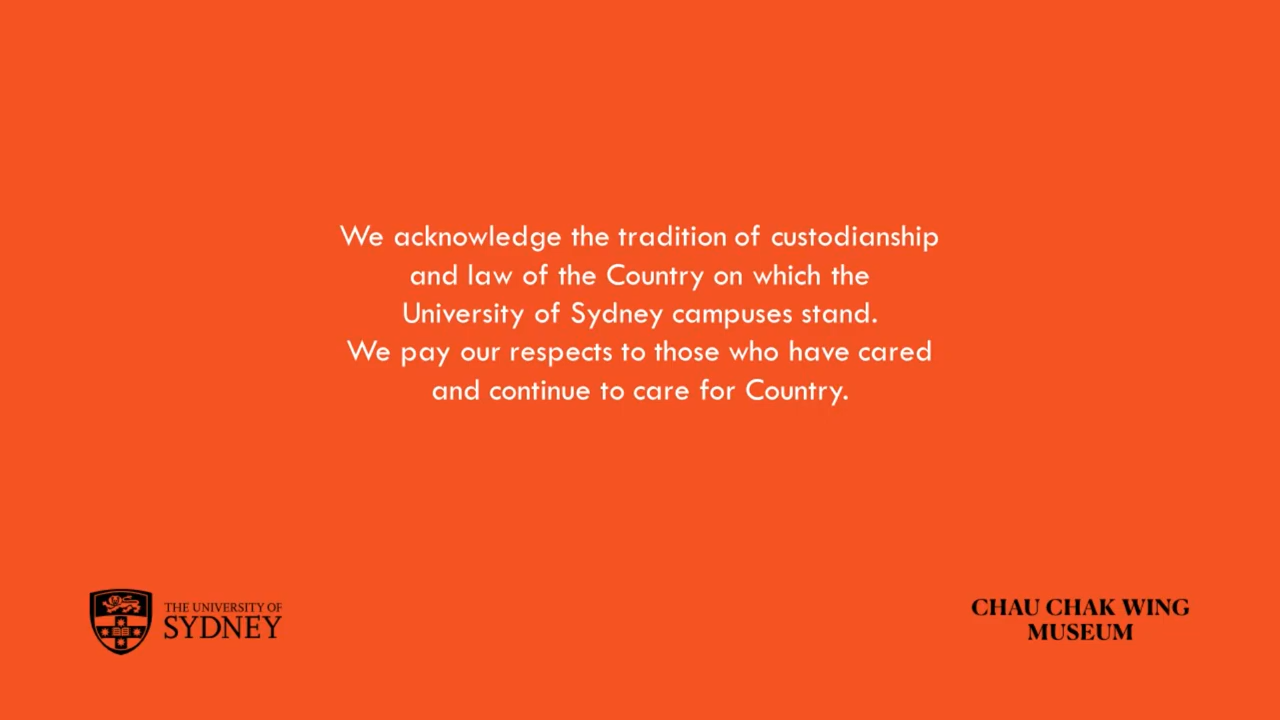 We acknowledge the tradition of custodianship
and law of the Country on which the
University of Sydney campuses stand.
We pay our respects to those who have cared
and continue to care for Country.
THE UNIVERSITY OF
SYDNEY
CHAU CHAK WING
MUSEUM